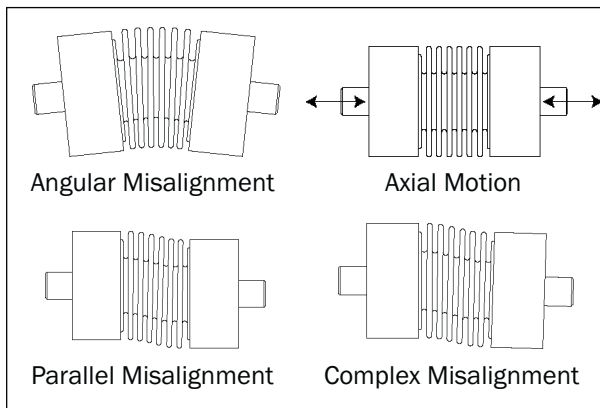 Angular Misalignment
Axial Motion
Parallel Misalignment
Complex Misalignment